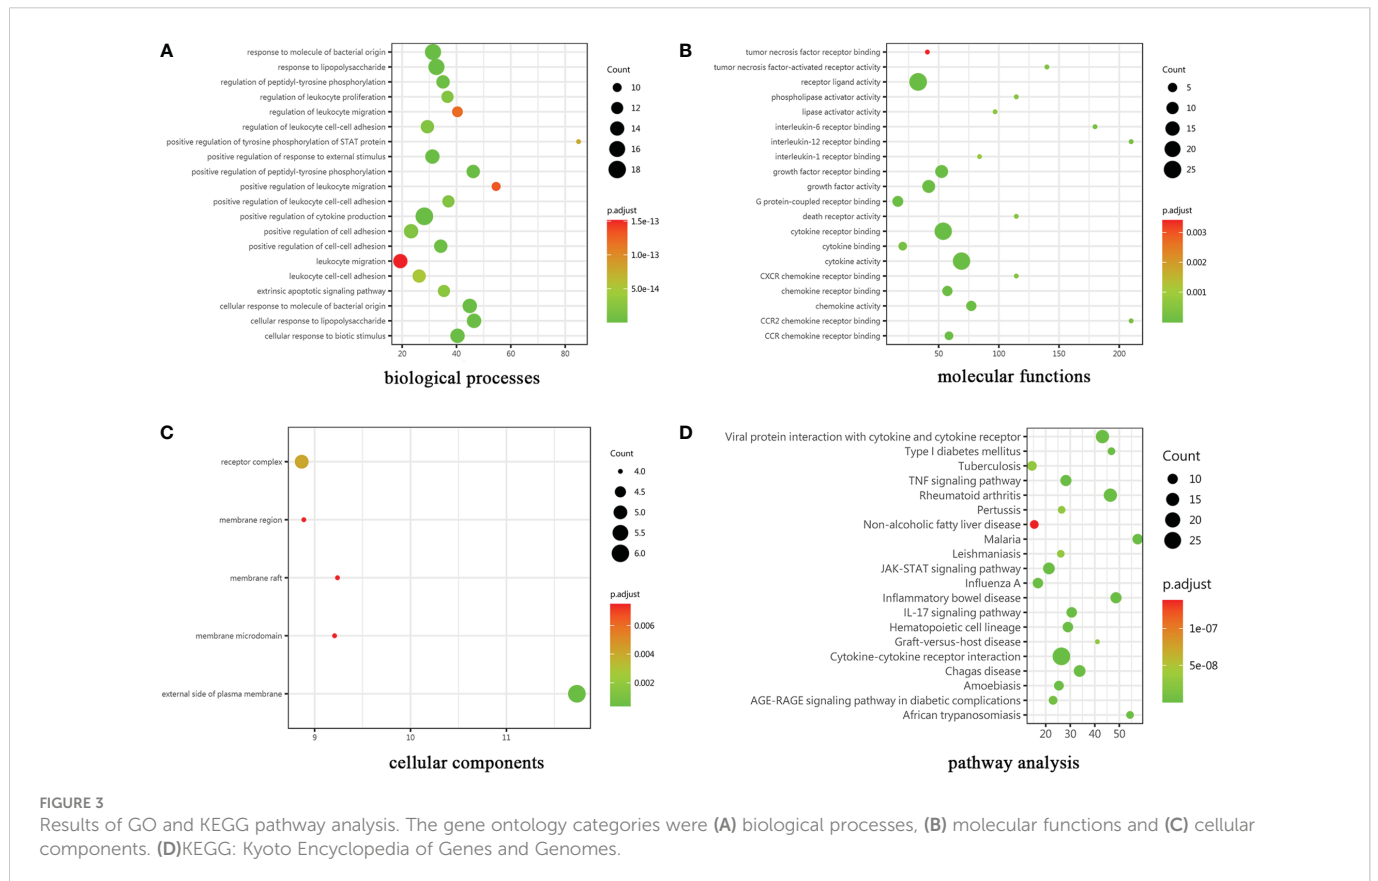 A
response to molecule of bacterial origin
response to lipopolysaccharide
regulation of peptidyl-tyrosine phosphorylation
regulation of leukocyte proliferation
regulation of leukocyte migration
regulation of leukocyte cell-cell adhesion
positive regulation of tyrosine phosphorylation of STAT protein
positive regulation of response to external stimulus
positive regulation of peptidyl-tyrosine phosphorylation
positive regulation of leukocyte migration
positive regulation of leukocyte cell-cell adhesion
positive regulation of cytokine production
positive regulation of cell adhesion
positive regulation of cell-cell adhesion
leukocyte migration
leukocyte cell-cell adhesion
extrinsic apoptotic signaling pathway
cellular response to molecule of bacterial origin
cellular response to lipopolysaccharide
cellular response to biotic stimulus
20 40 60 80
biological processes
Count
10
12
14
16
18
p.adjust
1.5e-13
1.0e-13
5.0e-14
B
tumor necrosis factor receptor binding
tumor necrosis factor-activated receptor activity
receptor ligand activity
phospholipase activator activity
lipase activator activity
interleukin-6 receptor binding
interleukin-12 receptor binding
interleukin-1 receptor binding
growth factor receptor binding
growth factor activity
G protein-coupled receptor binding
death receptor activity
cytokine receptor binding
cytokine binding
cytokine activity
CXCR chemokine receptor binding
chemokine receptor binding
chemokine activity
CCR2 chemokine receptor binding
CCR chemokine receptor binding
50 100 150 200
molecular functions
Count
5
10
15
20
25
p.adjust
0.003
0.002
0.001
C
receptor complex
membrane region
membrane raft
membrane microdomain
external side of plasma membrane
9 10 11
cellular components
Count
4.0
4.5
5.0
5.5
6.0
p.adjust
0.006
0.004
0.002
D
Viral protein interaction with cytokine and cytokine receptor
Type I diabetes mellitus
Tuberculosis
TNF signaling pathway
Rheumatoid arthritis
Pertussis
Non-alcoholic fatty liver disease
Malaria
Leishmaniasis
JAK-STAT signaling pathway
Influenza A
Inflammatory bowel disease
IL-17 signaling pathway
Hematopoietic cell lineage
Graft-versus-host disease
Cytokine-cytokine receptor interaction
Chagas disease
Amoebiasis
AGE-RAGE signaling pathway in diabetic complications
African trypanosomiasis
20 30 40 50
pathway analysis
Count
10
15
20
25
p.adjust
1e-07
5e-08
FIGURE 3
Results of GO and KEGG pathway analysis. The gene ontology categories were (A) biological processes, (B) molecular functions and (C) cellular
components. (D)KEGG: Kyoto Encyclopedia of Genes and Genomes.